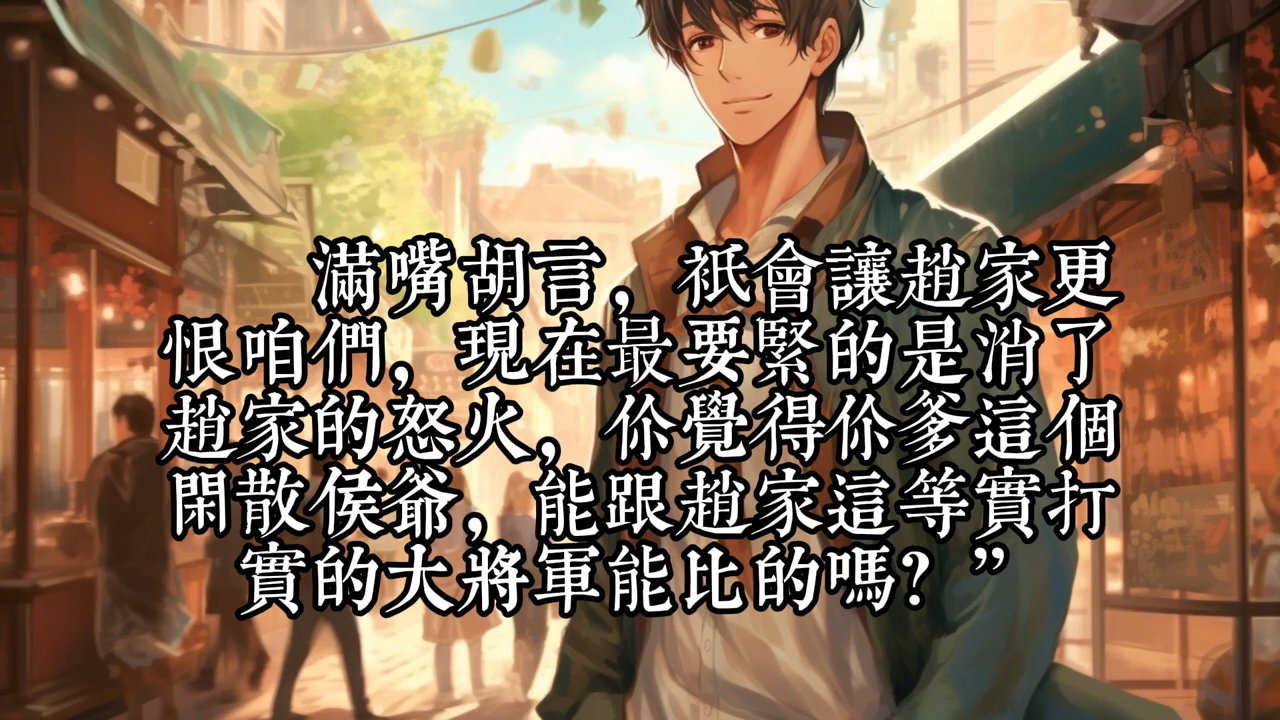 滿嘴胡言，衹會讓趙家更
恨咱們，現在最要緊的是消了
趙家的怒火，你覺得你爹這個
閑散侯爺，能跟趙家這等實打
實的大將軍能比的嗎？”